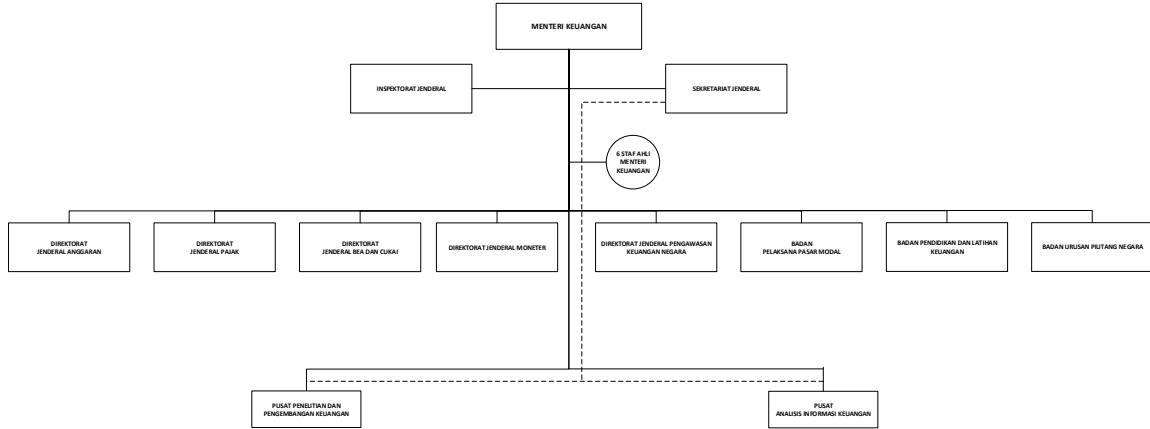 MENTERI KEUANGAN
INSPEKTORAT JENDERAL
SEKRETARIAT JENDERAL
6 STAF AHLI
MENTERI
KEUANGAN
DIREKTORAT
JENDERAL ANGGARAN
DIREKTORAT
JENDERAL PAJAK
DIREKTORAT
JENDERAL BEA DAN CUKAI
DIREKTORAT JENDERAL MONETER
DIREKTORAT JENDERAL PENGAWASAN
KEUANGAN NEGARA
BADAN
PELAKSANA PASAR MODAL
BADAN PENDIDIKAN DAN LATIHAN
KEUANGAN
BADAN URUSAN PIUTANG NEGARA
PUSAT PENELITIAN DAN
PENGEMBANGAN KEUANGAN
PUSAT
ANALISIS INFORMASI KEUANGAN